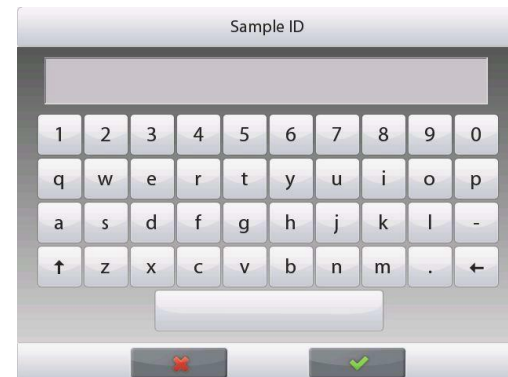 Sample ID
1 2 3 4 5 6 7 8 9 0
q w e r t y u i o p
a s d f g h j k l -
↑ z x c v b n m . ←